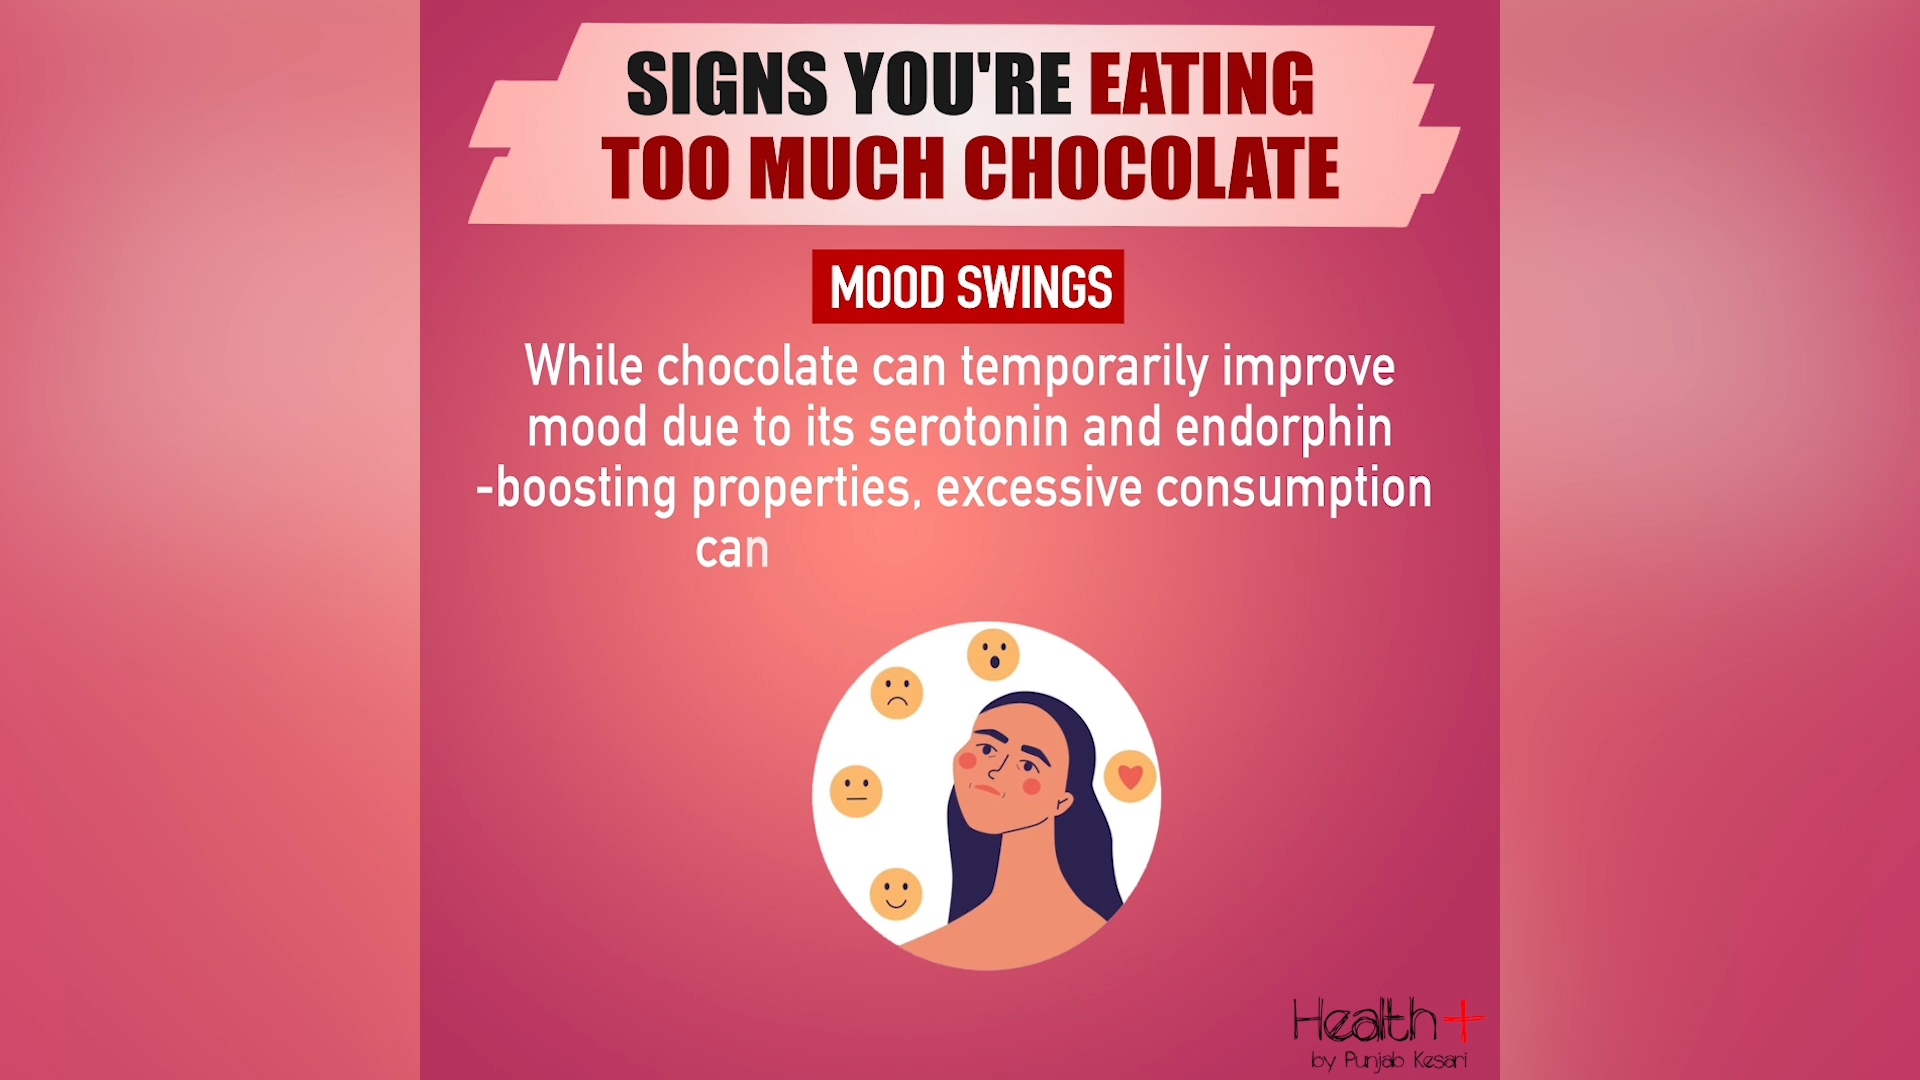 SIGNS YOU'RE EATING
TOO MUCH CHOCOLATE
MOOD SWINGS
While chocolate can temporarily improve
mood due to its serotonin and endorphin
-boosting properties, excessive consumption
can
Health+
by Punjab Kesari